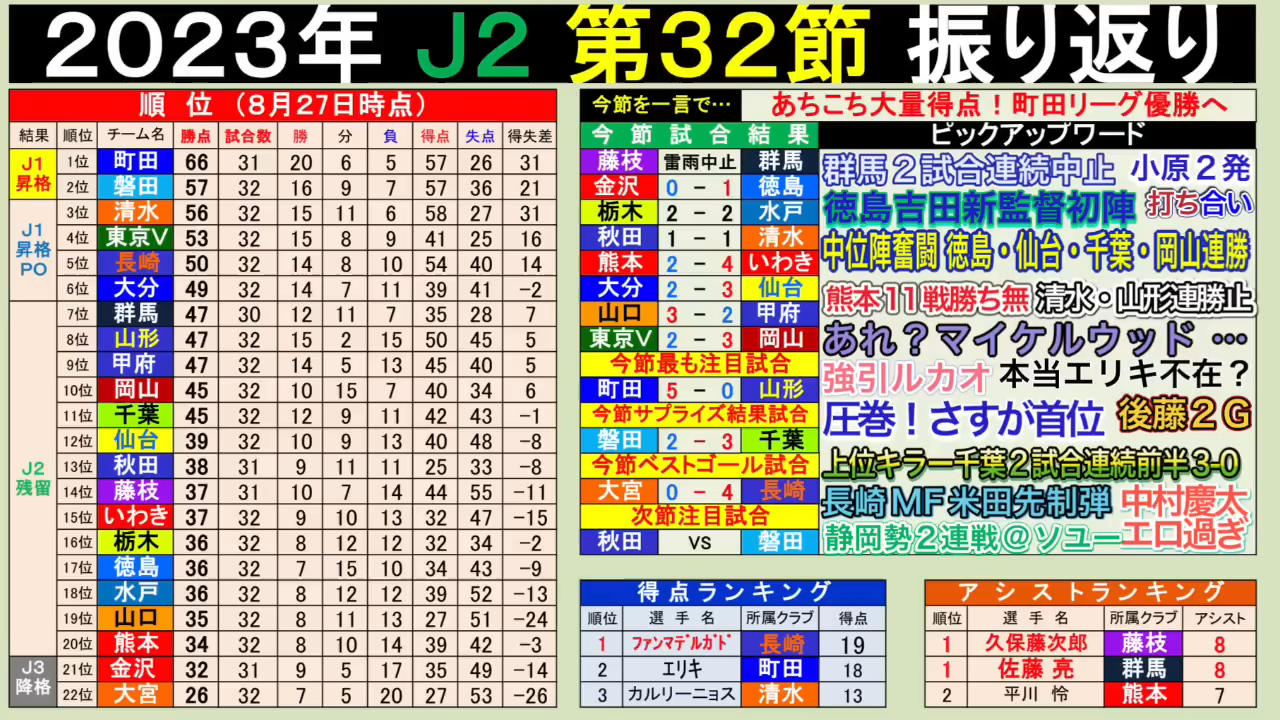 2023年 J2 第32節 振り返り
順 位 （8月27日時点）
結果 順位 チーム名 勝点 試合数 勝 分 負 得点 失点 得失差
J1 昇格
1位 町田 66 31 20 6 5 57 26 31
2位 磐田 57 32 16 9 7 57 36 21
J1 昇格 PO
3位 清水 56 32 15 11 6 58 27 31
4位 東京V 53 32 15 8 9 41 25 16
5位 長崎 50 32 14 8 10 54 40 14
6位 大分 49 32 14 7 11 39 41 −2
J2 残留
7位 群馬 47 30 12 11 7 35 28 7
8位 山形 47 32 15 2 15 50 45 5
9位 甲府 47 32 14 5 13 45 40 5
10位 岡山 45 32 10 15 7 40 34 6
11位 千葉 45 32 12 9 11 42 43 −1
12位 仙台 39 32 10 9 13 40 48 −8
13位 秋田 38 31 9 11 11 25 33 −8
14位 藤枝 37 31 10 7 14 44 55 −11
15位 いわき 37 32 9 10 13 32 47 −15
16位 栃木 36 32 8 12 12 32 34 −2
17位 徳島 36 32 7 15 10 34 43 −9
18位 水戸 36 32 8 12 12 39 52 −13
19位 山口 35 32 8 11 13 27 51 −24
20位 熊本 34 32 8 10 14 39 42 −3
J3 降格
21位 金沢 32 31 9 5 17 35 49 −14
22位 大宮 26 32 7 5 20 27 53 −26
今節を一言で… あちこち大量得点！町田リーグ優勝へ
今 節 試 合 結 果
藤枝 雷雨中止 群馬
金沢 0 − 1 徳島
栃木 2 − 2 水戸
秋田 1 − 1 清水
熊本 2 − 4 いわき
大分 2 − 3 仙台
山口 3 − 2 甲府
東京V 2 − 3 岡山
今節最も注目試合
町田 5 − 0 山形
今節サプライズ結果試合
磐田 2 − 3 千葉
今節ベストゴール試合
大宮 0 − 4 長崎
次節注目試合
秋田 vs 磐田
ピックアップワード
群馬2試合連続中止 小原2発
徳島吉田新監督初陣 打ち合い
中位陣奮闘 徳島・仙台・千葉・岡山連勝
熊本11戦勝ち無 清水・山形連勝止
あれ？マイケルウッド …
強引ルカオ 本当エリキ不在？
圧巻！さすが首位 後藤2G
上位キラー千葉2試合連続前半3-0
長崎MF米田先制弾 中村慶太
静岡勢2連戦@ソユー エロ過ぎ
得点ランキング
順位 選手名 所属クラブ 得点
1 ファンマデルガド 長崎 19
2 エリキ 町田 18
3 カルリーニョス 清水 13
アシストランキング
順位 選手名 所属クラブ アシスト
1 久保藤次郎 藤枝 8
1 佐藤 亮 群馬 8
2 平川 怜 熊本 7